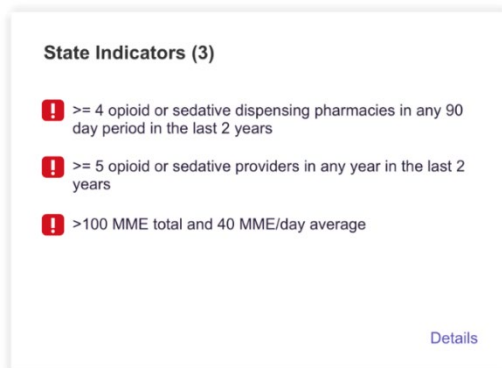 State Indicators (3)
>= 4 opioid or sedative dispensing pharmacies in any 90
day period in the last 2 years
>= 5 opioid or sedative providers in any year in the last 2
years
>100 MME total and 40 MME/day average
Details